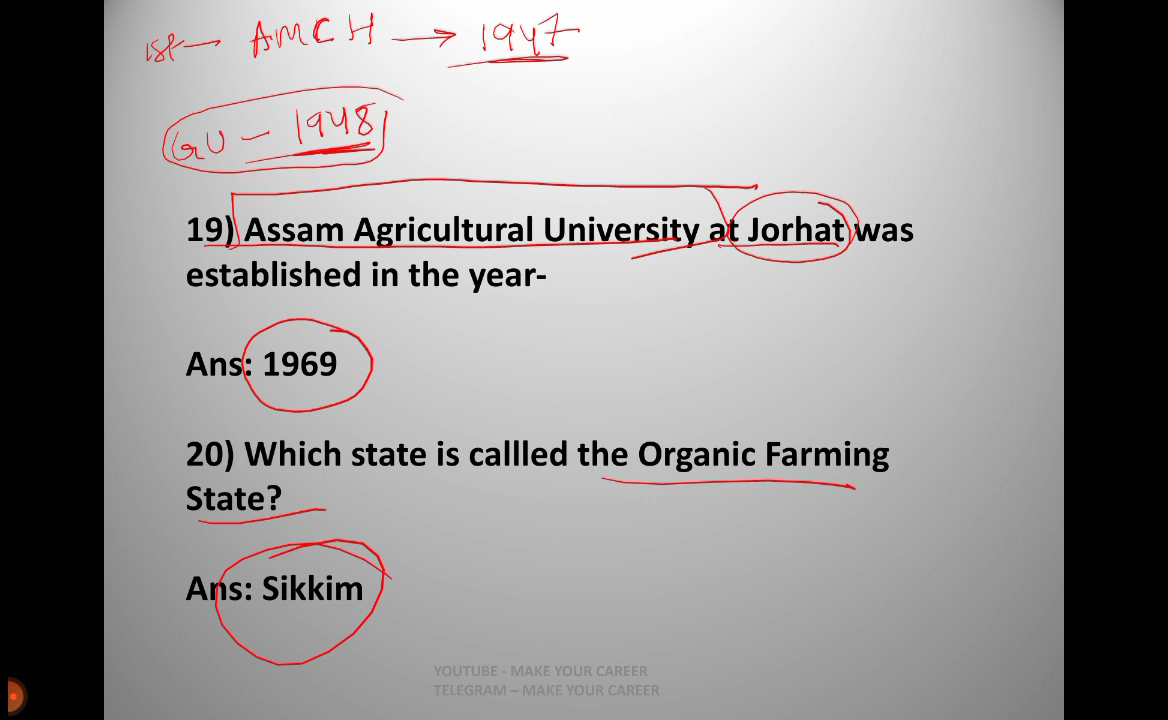 1st → AMCH → 1947
GU – 1948
19) Assam Agricultural University at Jorhat was
established in the year-
Ans: 1969
20) Which state is callled the Organic Farming
State?
Ans: Sikkim
YOUTUBE - MAKE YOUR CAREER
TELEGRAM – MAKE YOUR CAREER